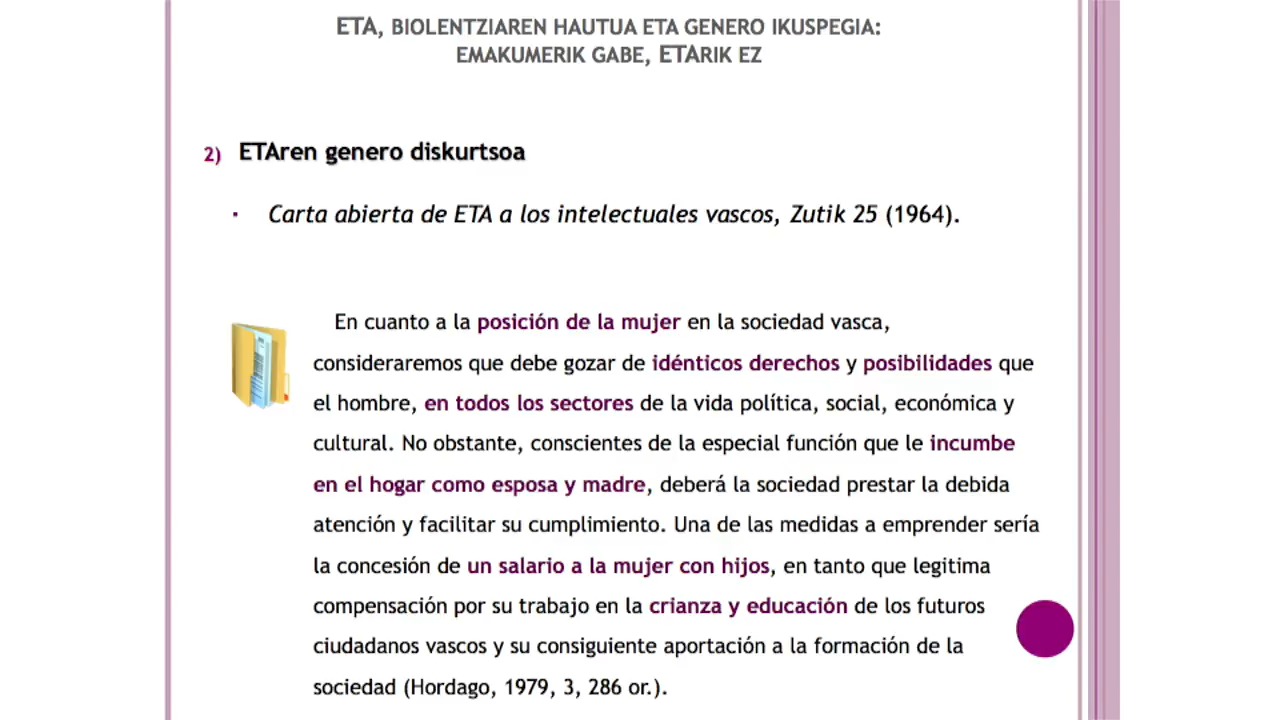 ETA, BIOLENTZIAREN HAUTUA ETA GENERO IKUSPEGIA:
EMAKUMERIK GABE, ETARIK EZ
2) ETAren genero diskurtsoa
▪ Carta abierta de ETA a los intelectuales vascos, Zutik 25 (1964).
En cuanto a la posición de la mujer en la sociedad vasca,
consideraremos que debe gozar de idénticos derechos y posibilidades que
el hombre, en todos los sectores de la vida política, social, económica y
cultural. No obstante, conscientes de la especial función que le incumbe
en el hogar como esposa y madre, deberá la sociedad prestar la debida
atención y facilitar su cumplimiento. Una de las medidas a emprender sería
la concesión de un salario a la mujer con hijos, en tanto que legitima
compensación por su trabajo en la crianza y educación de los futuros
ciudadanos vascos y su consiguiente aportación a la formación de la
sociedad (Hordago, 1979, 3, 286 or.).